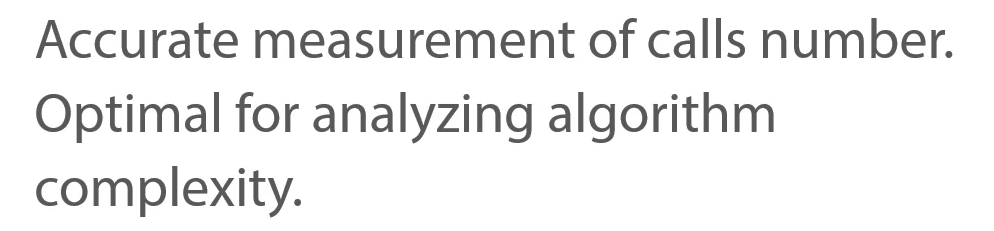 Accurate measurement of calls number.
Optimal for analyzing algorithm
complexity.